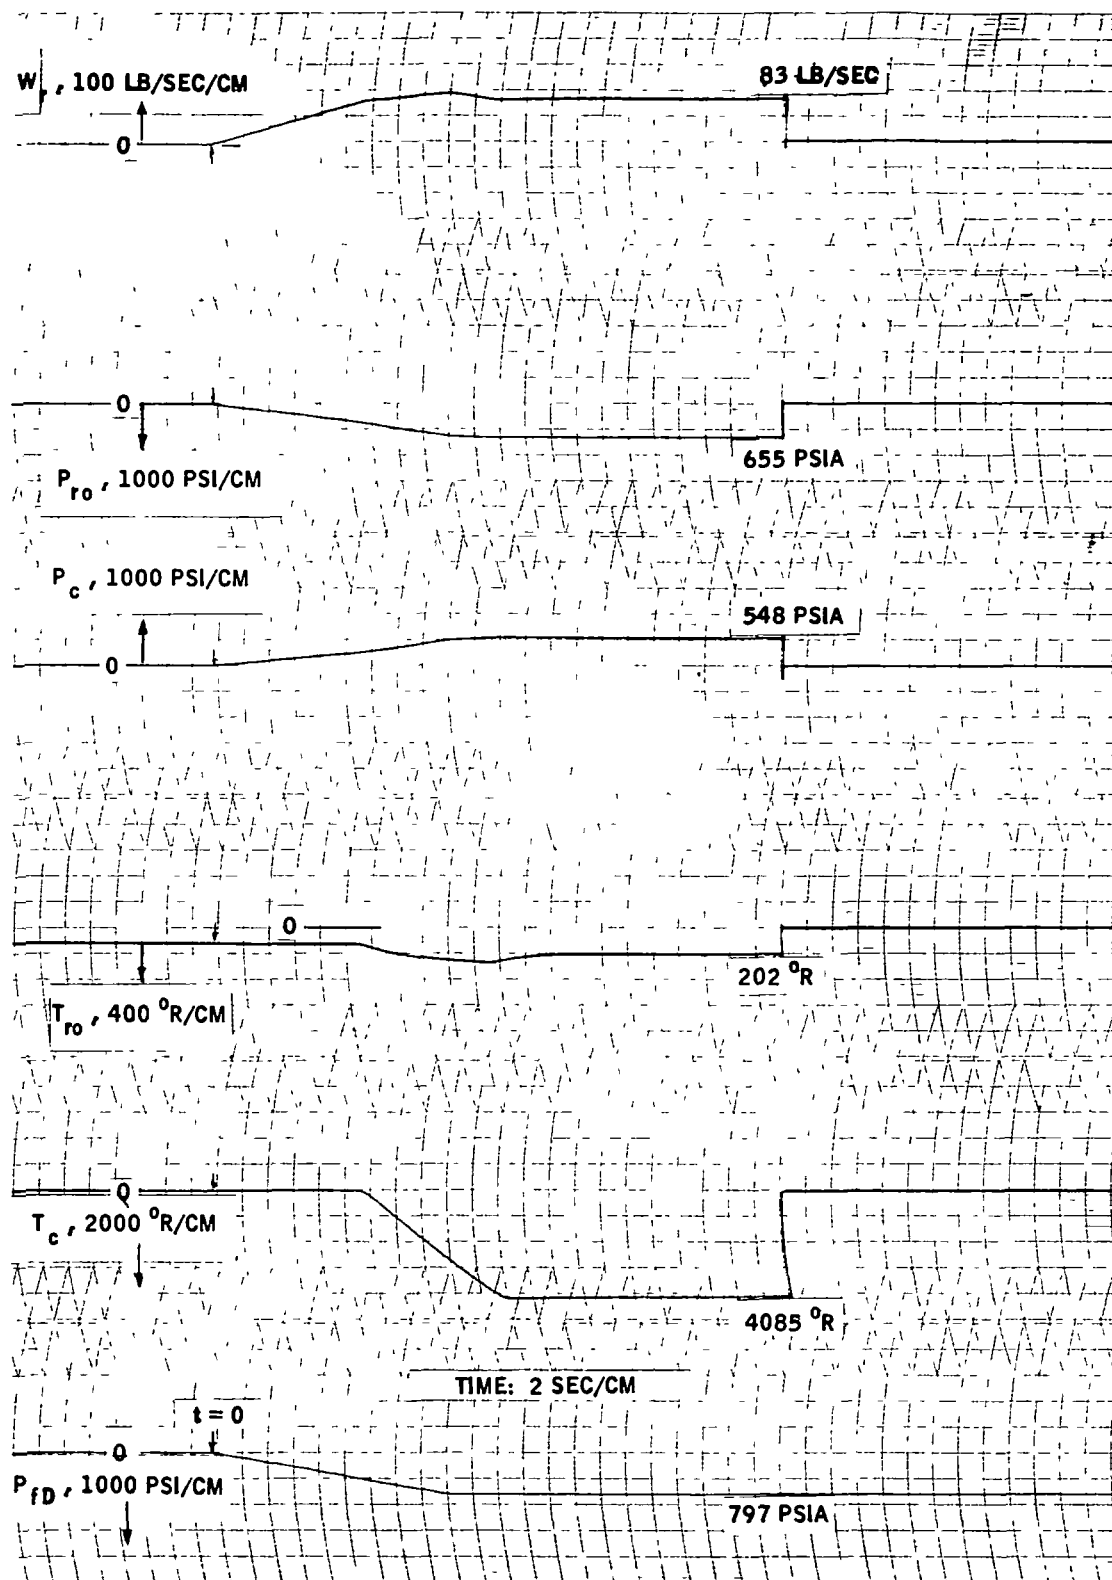 W , 100 LB/SEC/CM
83 LB/SEC
0
0
P_ro , 1000 PSI/CM
655 PSIA
P_c , 1000 PSI/CM
548 PSIA
0
0
T_ro , 400 °R/CM
202 °R
0
T_c , 2000 °R/CM
4085 °R
TIME: 2 SEC/CM
t = 0
0
P_fD , 1000 PSI/CM
797 PSIA